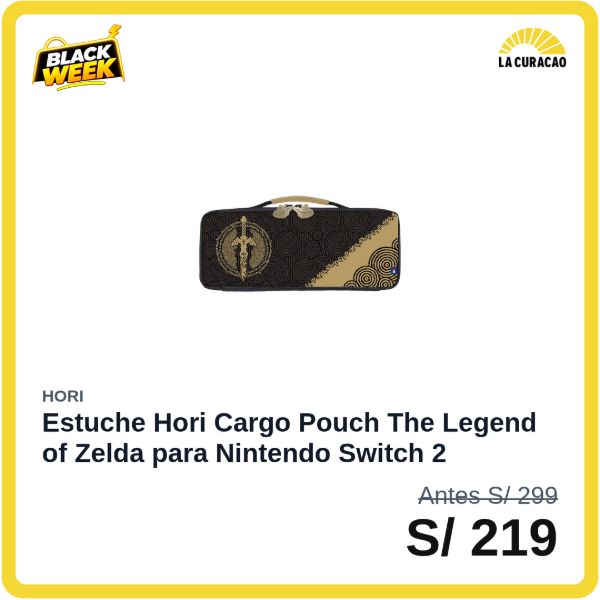 BLACK
WEEK
LA CURACAO
HORI
Estuche Hori Cargo Pouch The Legend
of Zelda para Nintendo Switch 2
Antes S/ 299
S/ 219